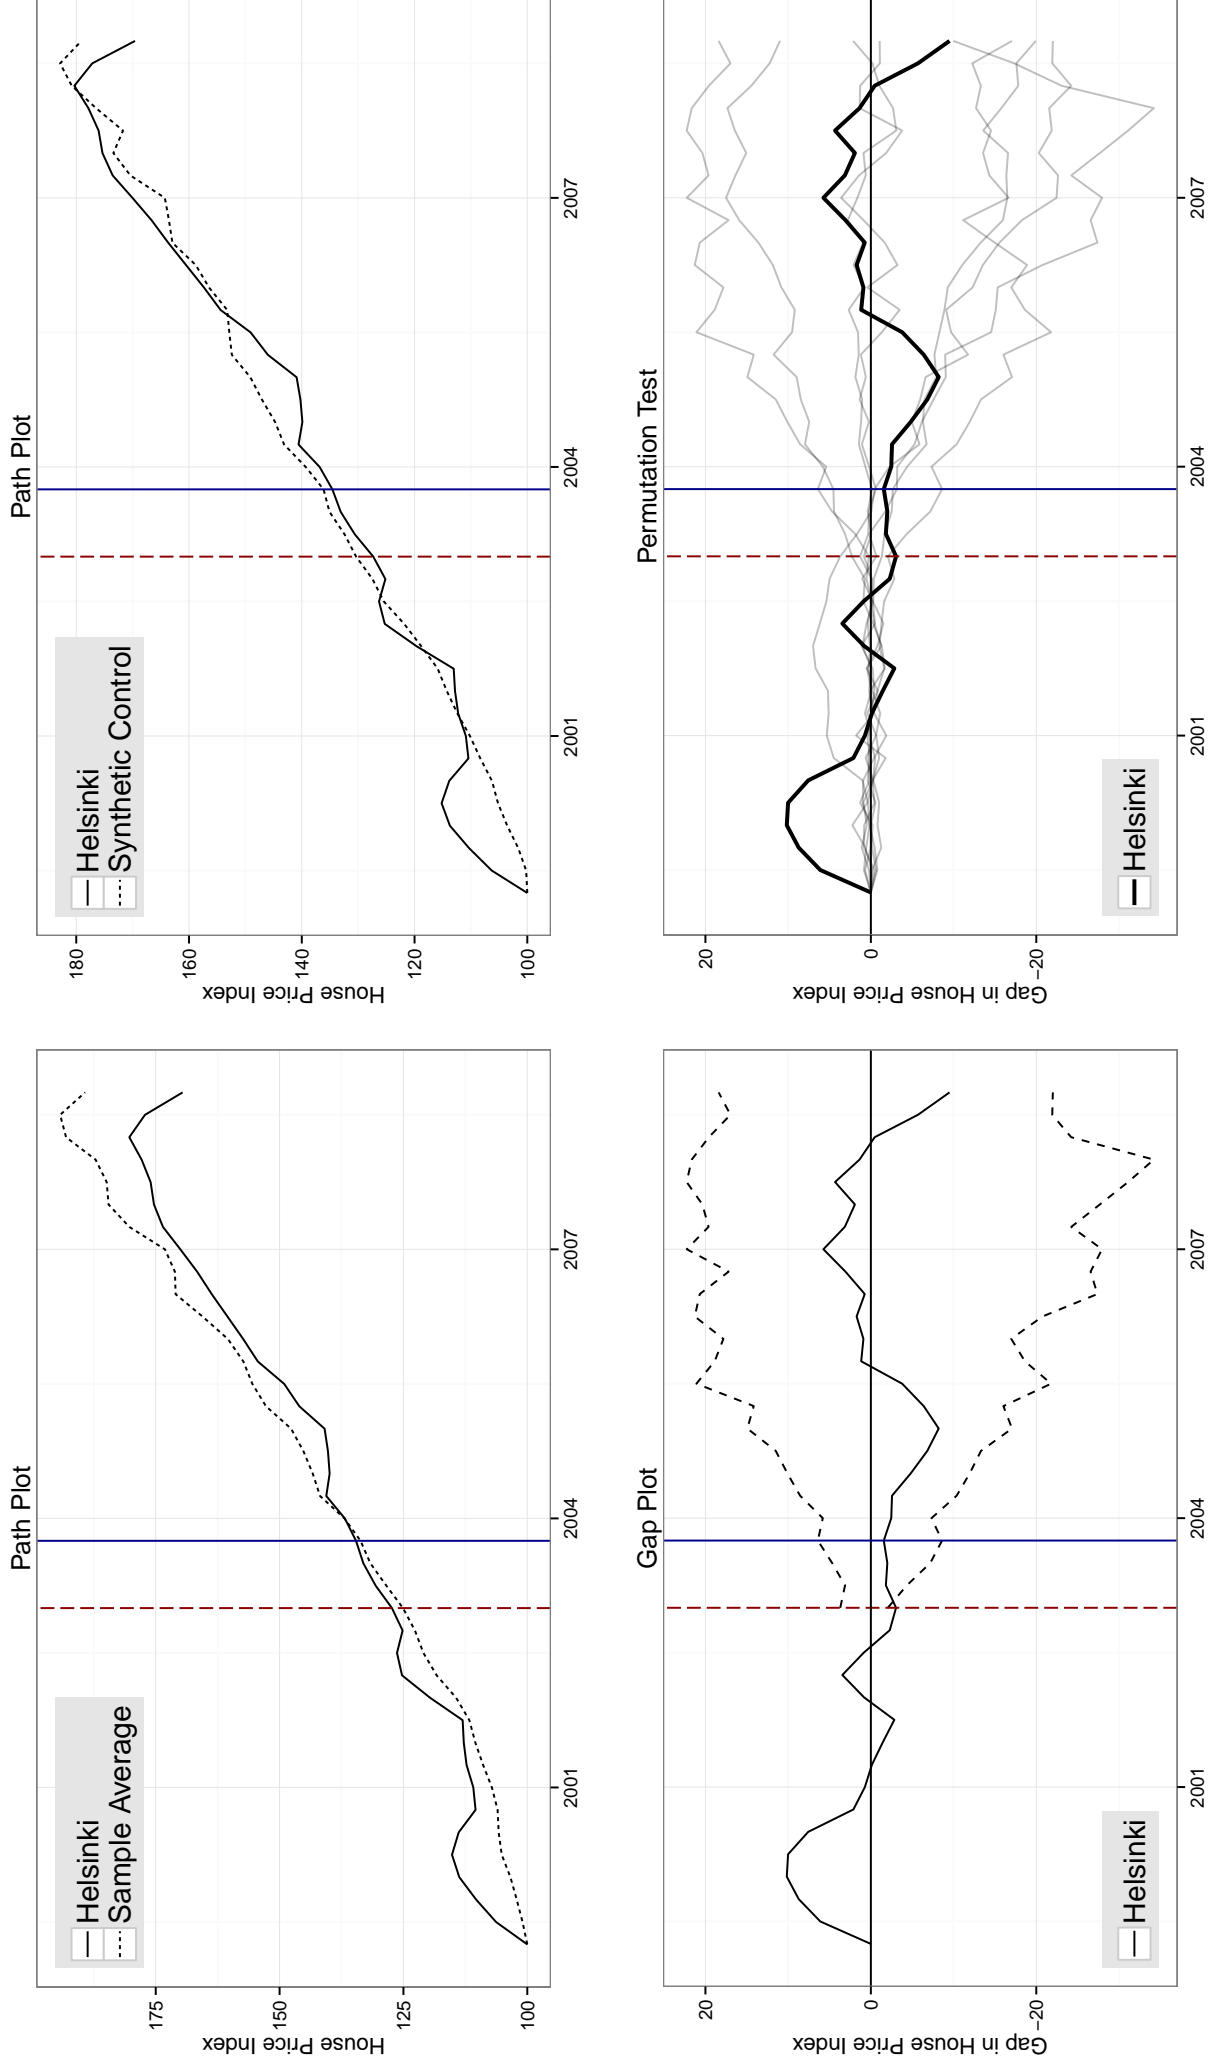 Path Plot
House Price Index
175
150
125
100
2001
2004
2007
Helsinki
Sample Average
Path Plot
House Price Index
180
160
140
120
100
2001
2004
2007
Helsinki
Synthetic Control
Gap Plot
Gap in House Price Index
20
0
−20
2001
2004
2007
Helsinki
Permutation Test
Gap in House Price Index
20
0
−20
2001
2004
2007
Helsinki